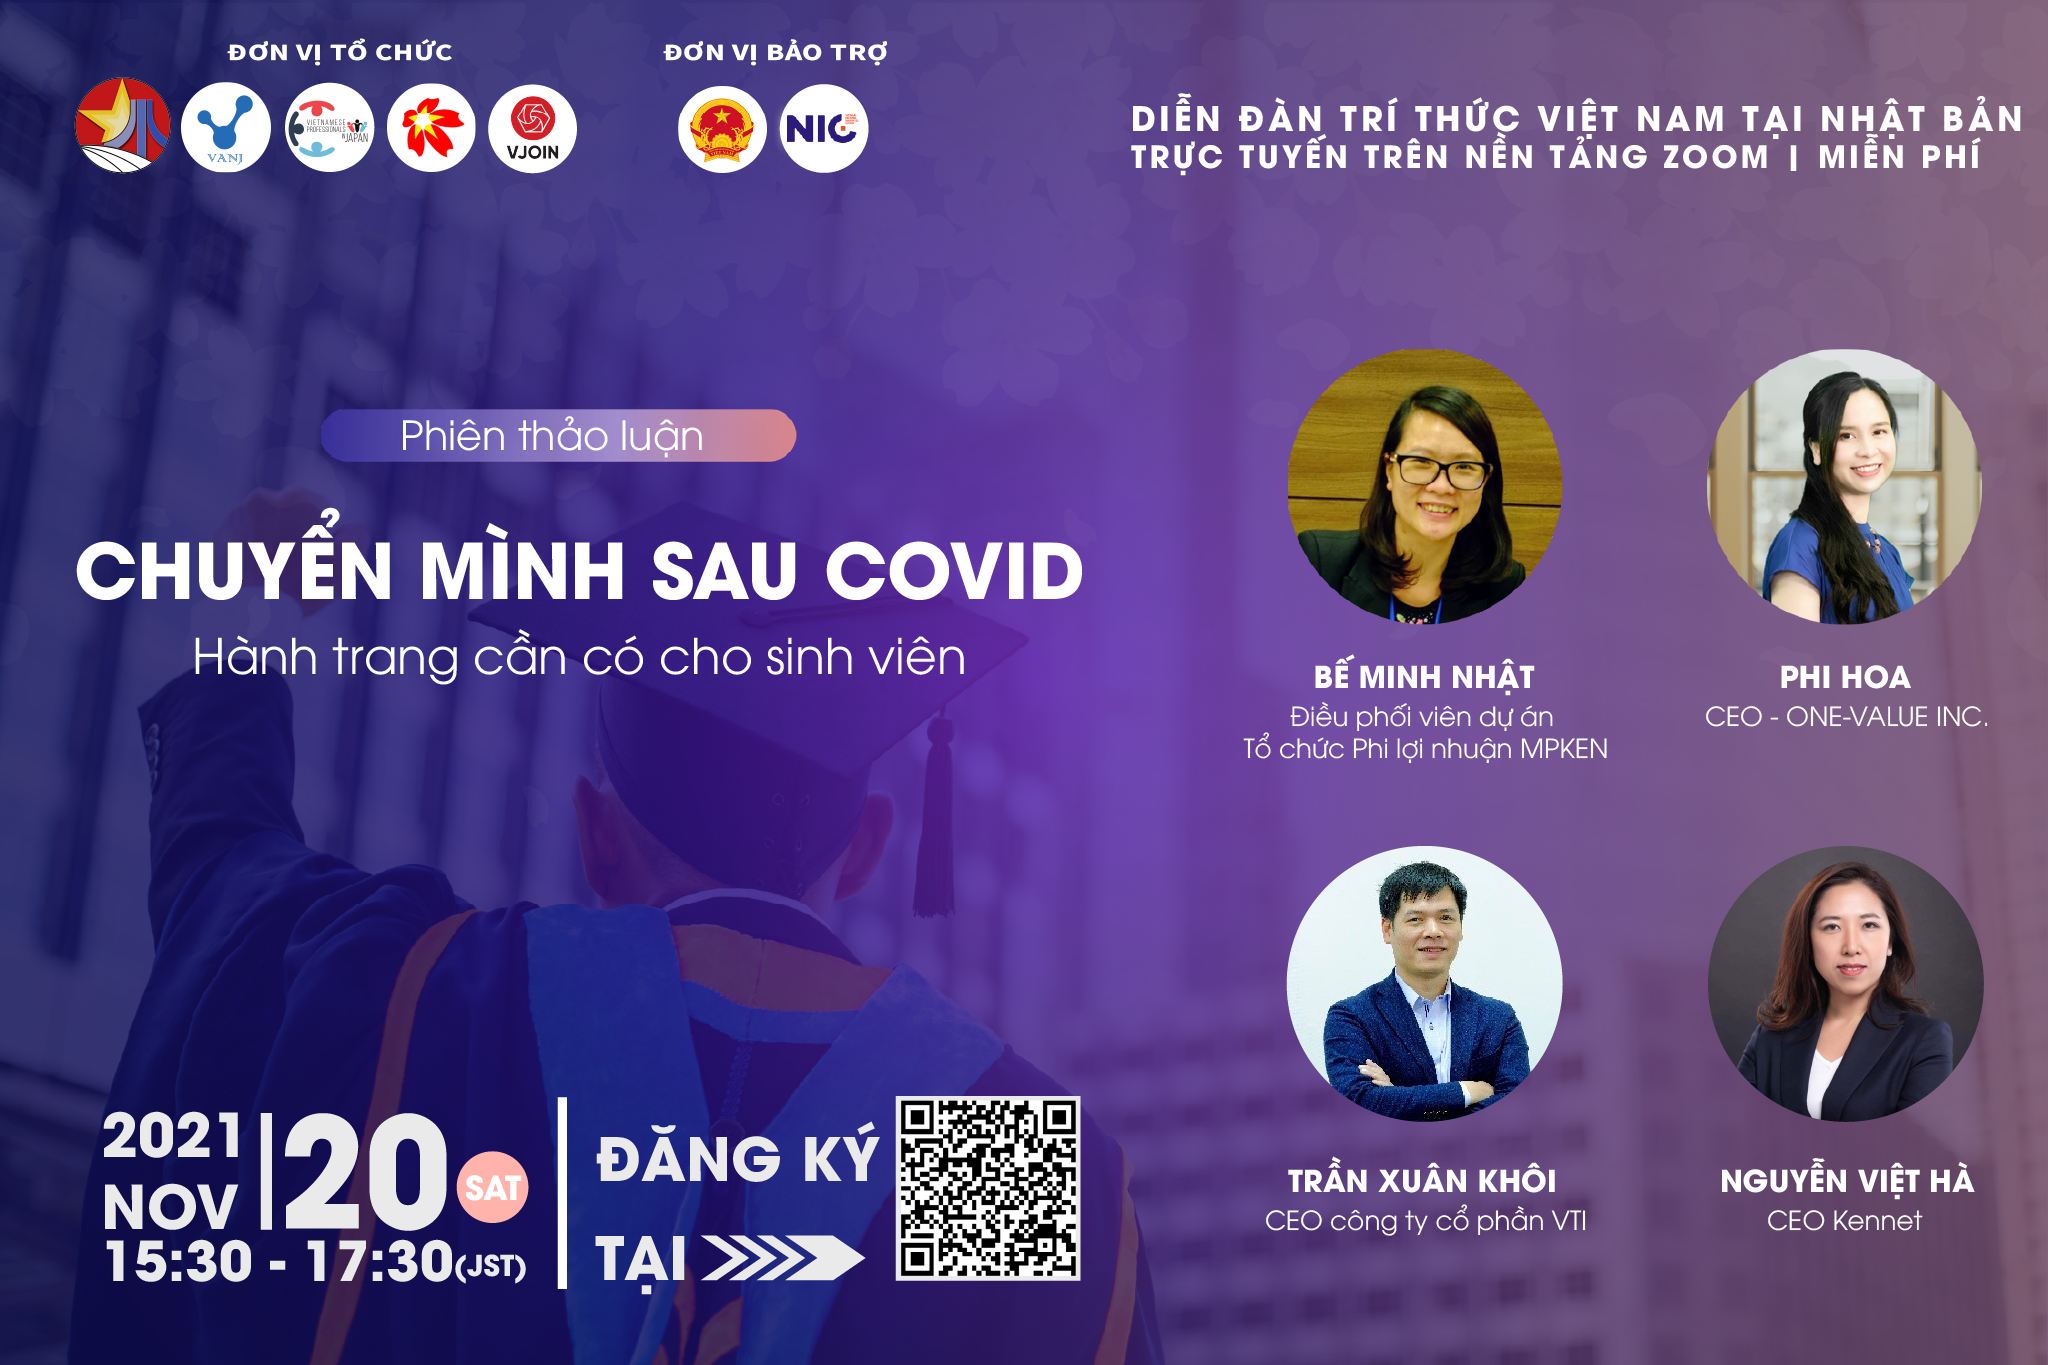 ĐƠN VỊ TỔ CHỨC
ĐƠN VỊ BẢO TRỢ
VANJ
VIETNAMESE
PROFESSIONALS
IN JAPAN
VJOIN
NIC
DIỄN ĐÀN TRÍ THỨC VIỆT NAM TẠI NHẬT BẢN
TRỰC TUYẾN TRÊN NỀN TẢNG ZOOM | MIỄN PHÍ
Phiên thảo luận
CHUYỂN MÌNH SAU COVID
Hành trang cần có cho sinh viên
BẾ MINH NHẬT
Điều phối viên dự án
Tổ chức Phi lợi nhuận MPKEN
PHI HOA
CEO - ONE-VALUE INC.
TRẦN XUÂN KHÔI
CEO công ty cổ phần VTI
NGUYỄN VIỆT HÀ
CEO Kennet
2021
NOV
20
SAT
15:30 - 17:30(JST)
ĐĂNG KÝ
TẠI